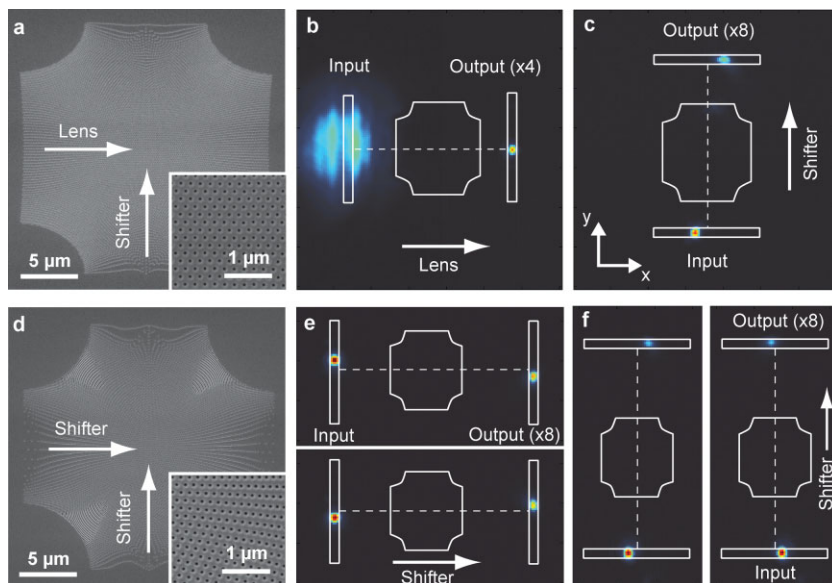 a
Lens
Shifter
5 µm
1 µm
b
Input
Output (x4)
Lens
c
Output (x8)
Shifter
y
x
Input
d
Shifter
Shifter
5 µm
1 µm
e
Input
Output (x8)
Shifter
f
Output (x8)
Shifter
Input